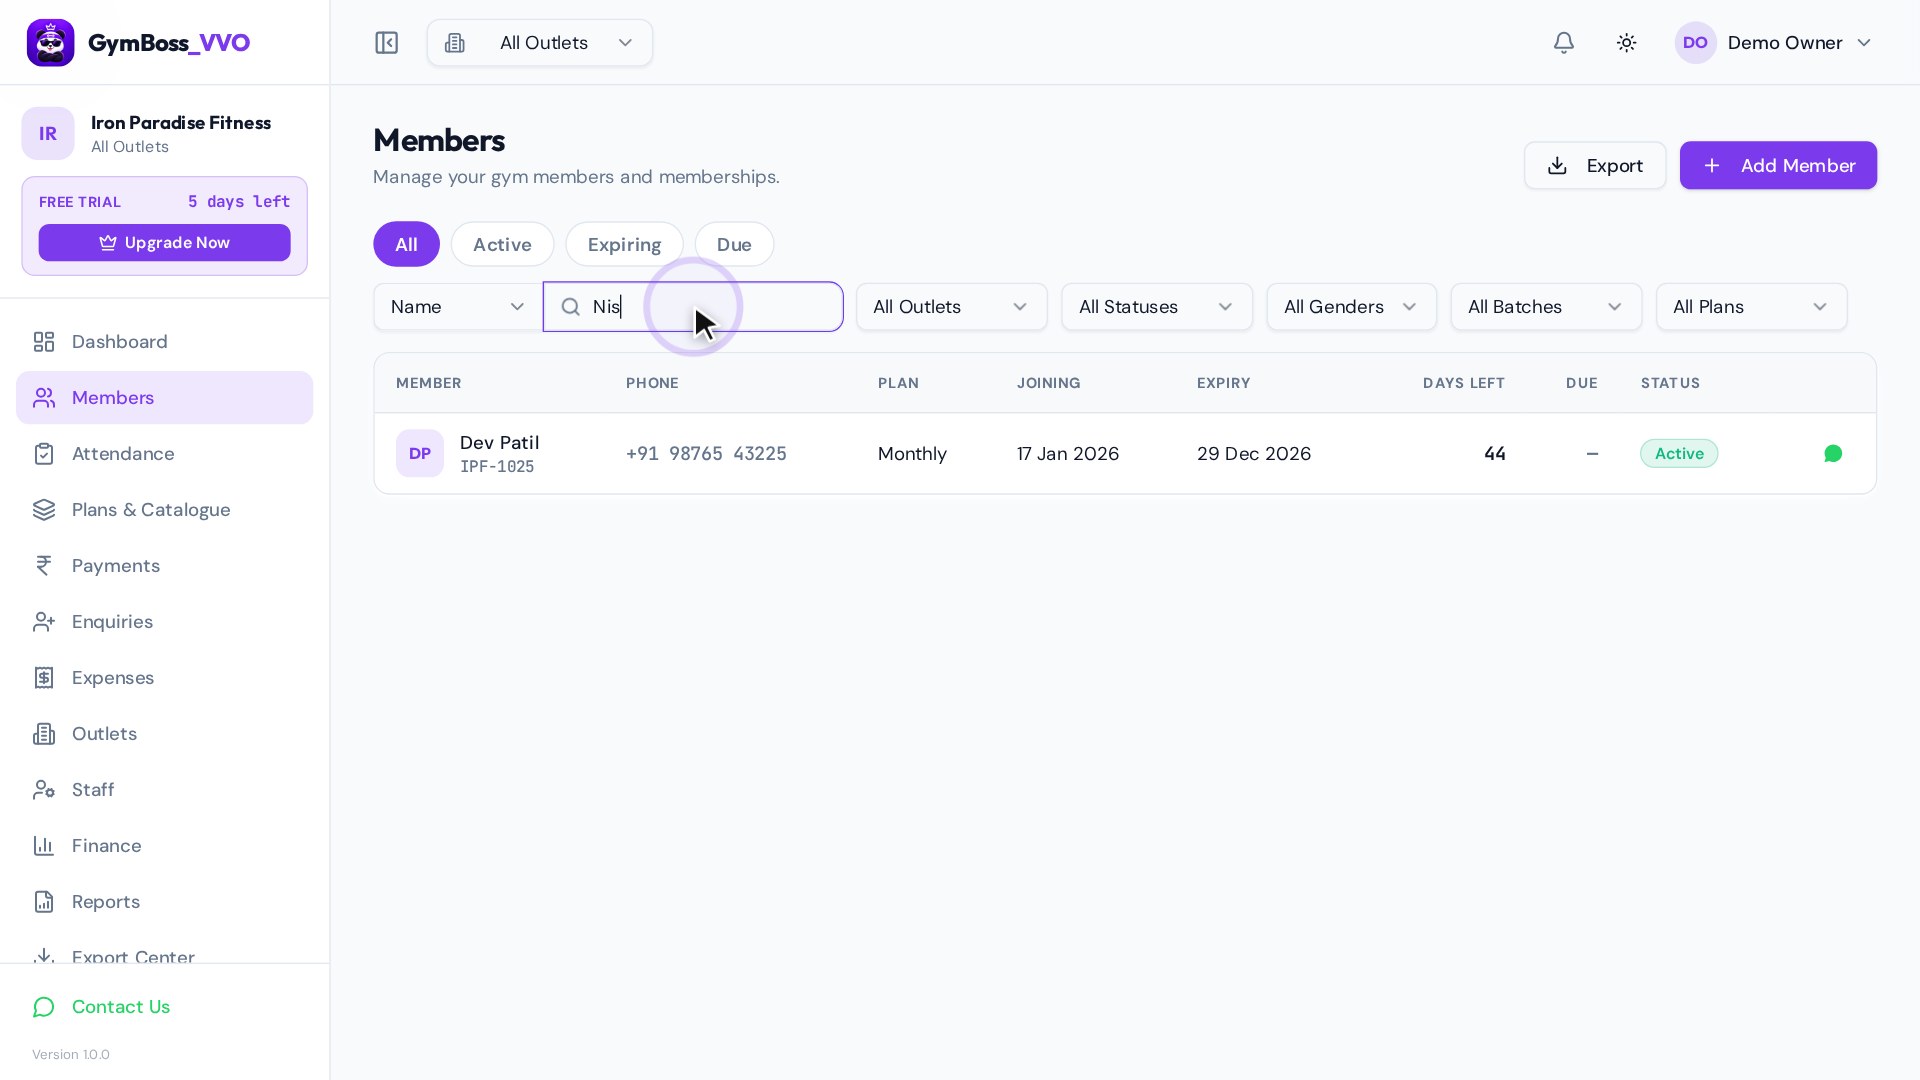 GymBoss_VVO
All Outlets
DO Demo Owner
IR
Iron Paradise Fitness
All Outlets
FREE TRIAL 5 days left
Upgrade Now
Dashboard
Members
Attendance
Plans & Catalogue
Payments
Enquiries
Expenses
Outlets
Staff
Finance
Reports
Export Center
Contact Us
Version 1.0.0
Members
Manage your gym members and memberships.
Export
Add Member
All Active Expiring Due
Name Nis All Outlets All Statuses All Genders All Batches All Plans
MEMBER PHONE PLAN JOINING EXPIRY DAYS LEFT DUE STATUS
DP Dev Patil +91 98765 43225 Monthly 17 Jan 2026 29 Dec 2026 44 – Active
IPF-1025